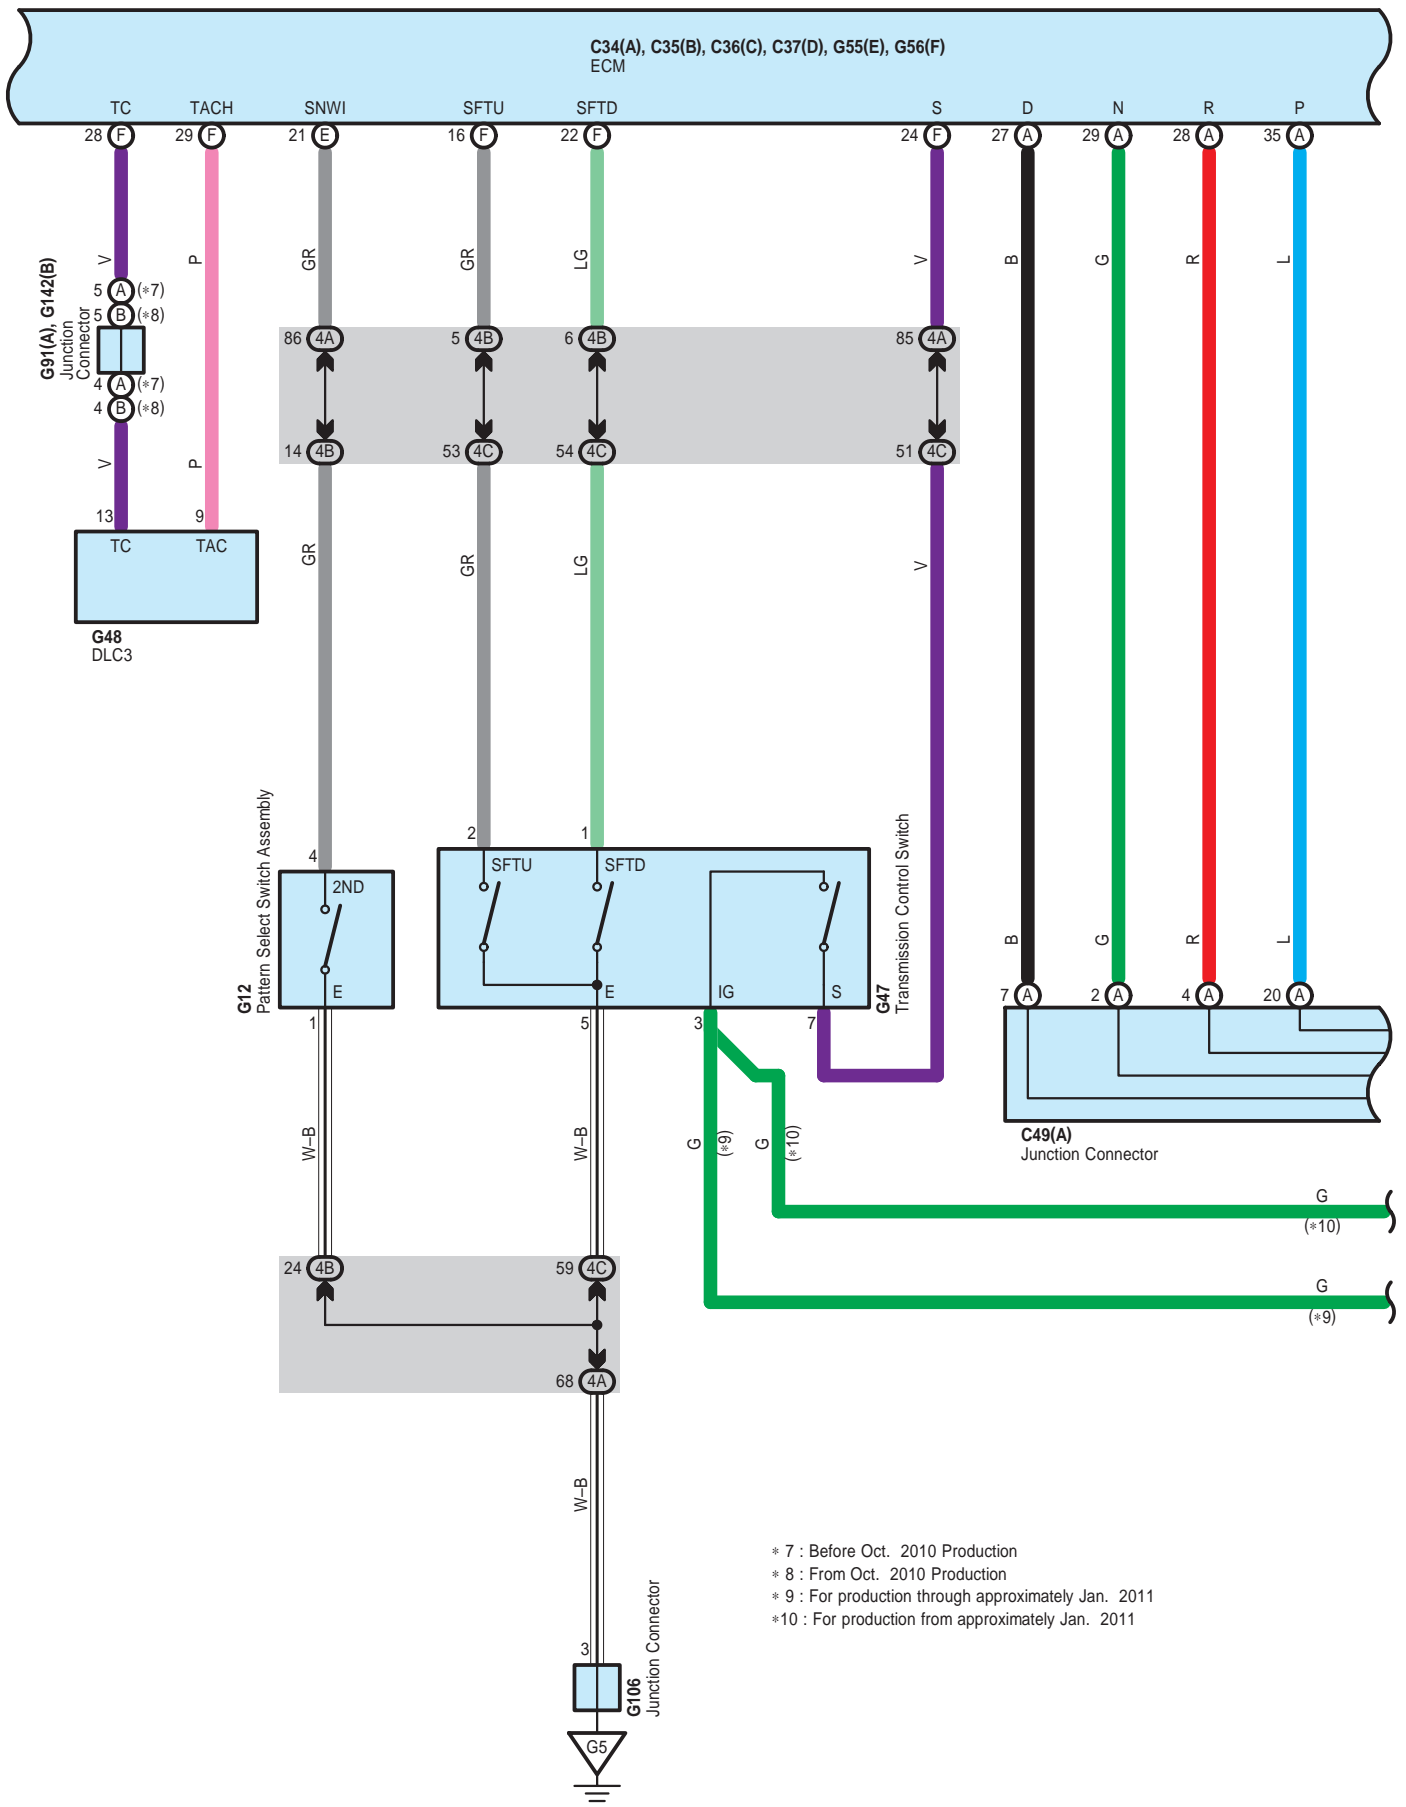 C34(A), C35(B), C36(C), C37(D), G55(E), G56(F)
ECM
TC TACH SNWI SFTU SFTD S D N R P
28 F 29 F 21 E 16 F 22 F 24 F 27 A 29 A 28 A 35 A
V P GR GR LG V B G R L
G91(A), G142(B)
Junction
Connector
5 A (*7)
5 B (*8)
4 A (*7)
4 B (*8)
86 4A 5 4B 6 4B 85 4A
14 4B 53 4C 54 4C 51 4C
V P
13 9
TC TAC
G48
DLC3
GR GR LG V
4 2 1
G12
Pattern Select Switch Assembly
2ND
E
SFTU SFTD
E IG S
G47
Transmission Control Switch
B G R L
7 A 2 A 4 A 20 A
1 5 3 7
C49(A)
Junction Connector
W-B W-B G (*9) G (*10)
G
(*10)
G
(*9)
24 4B 59 4C
68 4A
W-B
* 7 : Before Oct. 2010 Production
* 8 : From Oct. 2010 Production
* 9 : For production through approximately Jan. 2011
*10 : For production from approximately Jan. 2011
3
G106
Junction Connector
G5